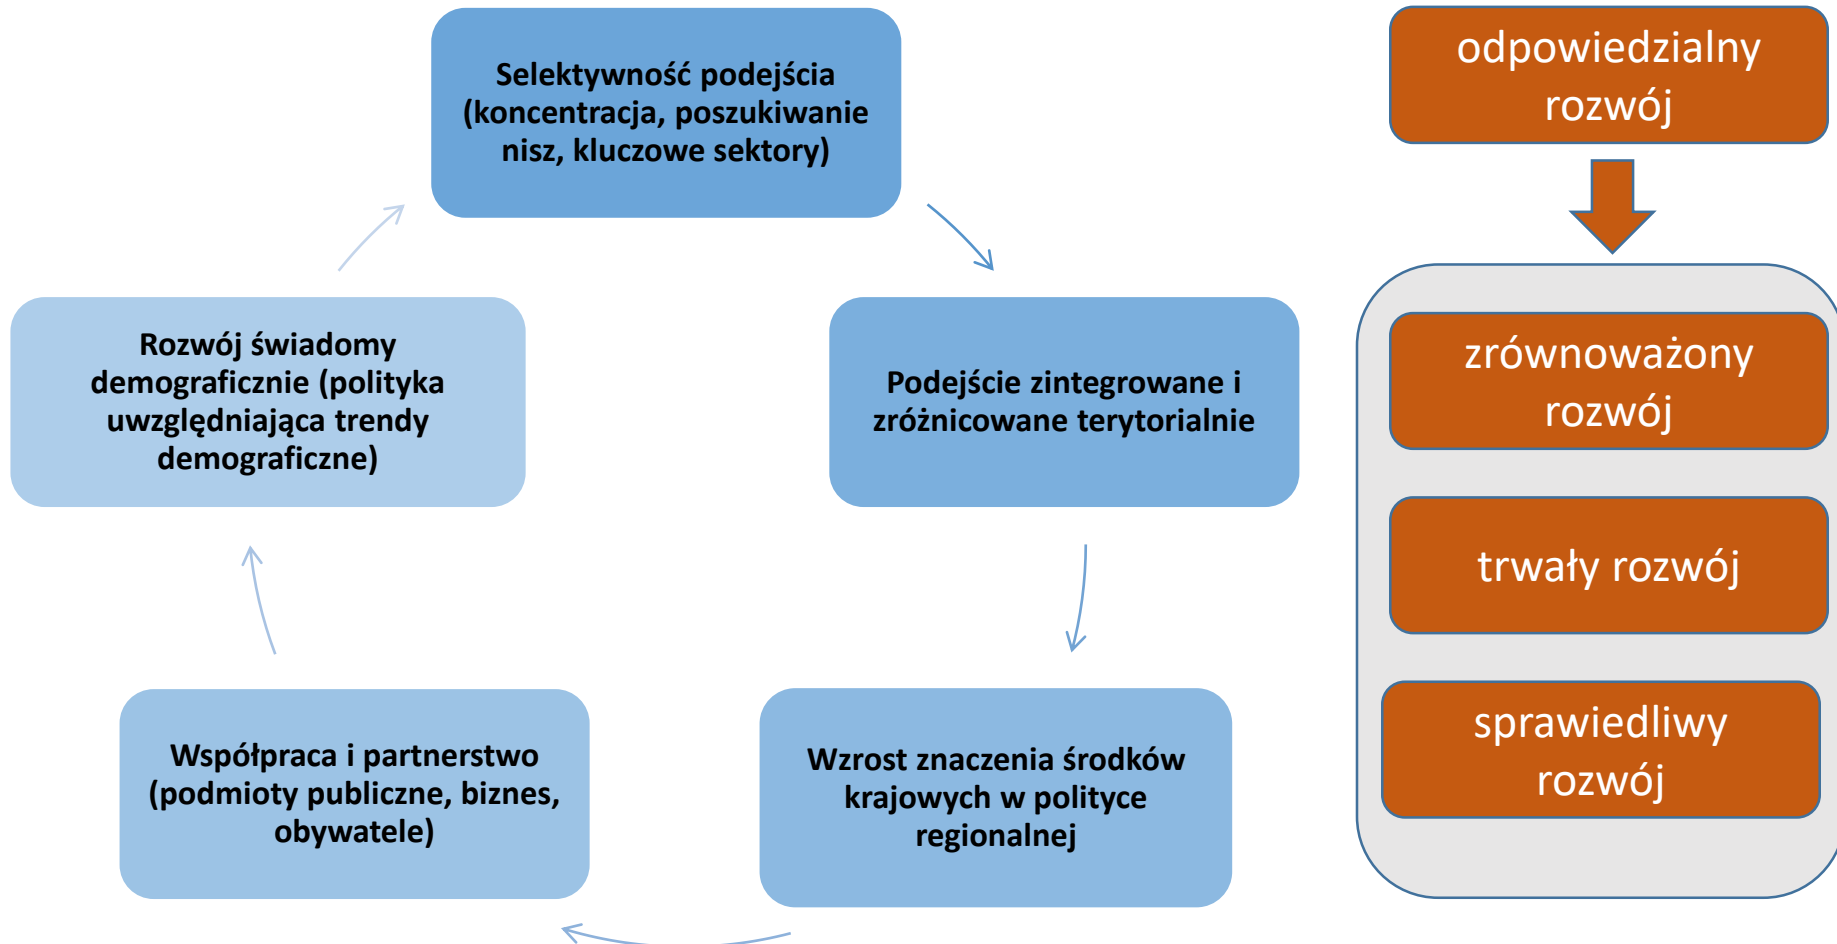 Selektywność podejścia
(koncentracja, poszukiwanie
nisz, kluczowe sektory)
Podejście zintegrowane i
zróżnicowane terytorialnie
Wzrost znaczenia środków
krajowych w polityce
regionalnej
Współpraca i partnerstwo
(podmioty publiczne, biznes,
obywatele)
Rozwój świadomy
demograficznie (polityka
uwzględniająca trendy
demograficzne)
odpowiedzialny
rozwój
zrównoważony
rozwój
trwały rozwój
sprawiedliwy
rozwój